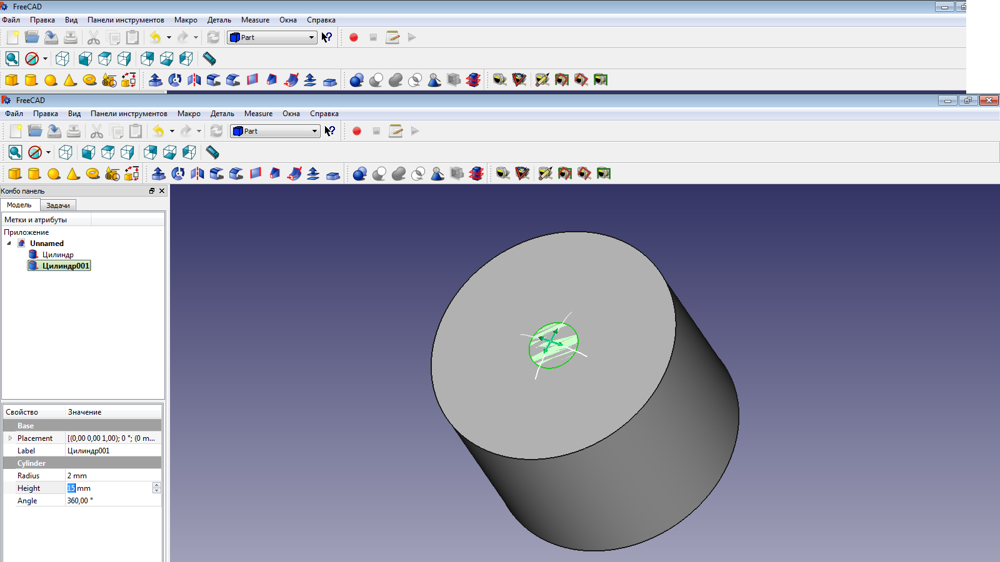 FreeCAD
Файл Правка Вид Панели инструментов Макро Деталь Measure Окна Справка
Part
FreeCAD
Файл Правка Вид Панели инструментов Макро Деталь Measure Окна Справка
Part
Комбо панель
Модель Задачи
Метки и атрибуты
Приложение
Unnamed
Цилиндр
Цилиндр001
Свойство Значение
Base
Placement [(0,00 0,00 1,00); 0 °; (0 m...
Label Цилиндр001
Cylinder
Radius 2 mm
Height 15 mm
Angle 360,00 °